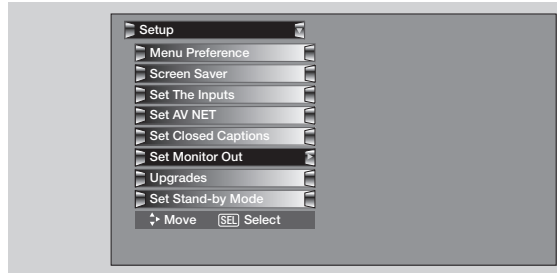 Setup
Menu Preference
Screen Saver
Set The Inputs
Set AV NET
Set Closed Captions
Set Monitor Out
Upgrades
Set Stand-by Mode
Move SEL Select